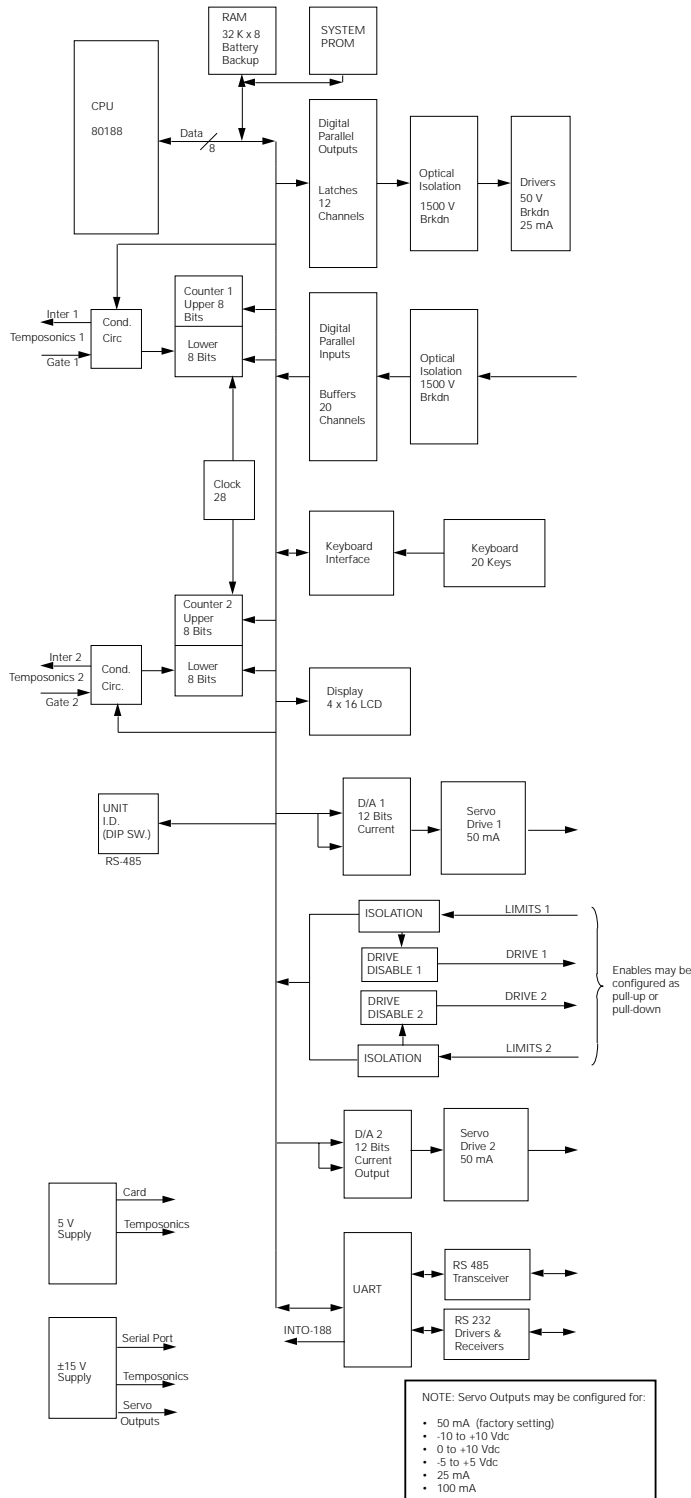 RAM
32 K x 8
Battery
Backup
SYSTEM
PROM
CPU
80188
Data
8
Digital
Parallel
Outputs
Latches
12
Channels
Optical
Isolation
1500 V
Brkdn
Drivers
50 V
Brkdn
25 mA
Inter 1
Temposonics 1
Gate 1
Cond.
Circ
Counter 1
Upper 8
Bits
Lower
8 Bits
Digital
Parallel
Inputs
Buffers
20
Channels
Optical
Isolation
1500 V
Brkdn
Clock
28
Keyboard
Interface
Keyboard
20 Keys
Counter 2
Upper
8 Bits
Lower
8 Bits
Inter 2
Temposonics 2
Gate 2
Cond.
Circ.
Display
4 x 16 LCD
UNIT
I.D.
(DIP SW.)
RS-485
D/A 1
12 Bits
Current
Servo
Drive 1
50 mA
ISOLATION
LIMITS 1
DRIVE
DISABLE 1
DRIVE 1
DRIVE
DISABLE 2
DRIVE 2
ISOLATION
LIMITS 2
Enables may be
configured as
pull-up or
pull-down
D/A 2
12 Bits
Current
Output
Servo
Drive 2
50 mA
5 V
Supply
Card
Temposonics
UART
RS 485
Transceiver
RS 232
Drivers &
Receivers
INTO-188
±15 V
Supply
Serial Port
Temposonics
Servo
Outputs
NOTE: Servo Outputs may be configured for:
• 50 mA (factory setting)
• -10 to +10 Vdc
• 0 to +10 Vdc
• -5 to +5 Vdc
• 25 mA
• 100 mA